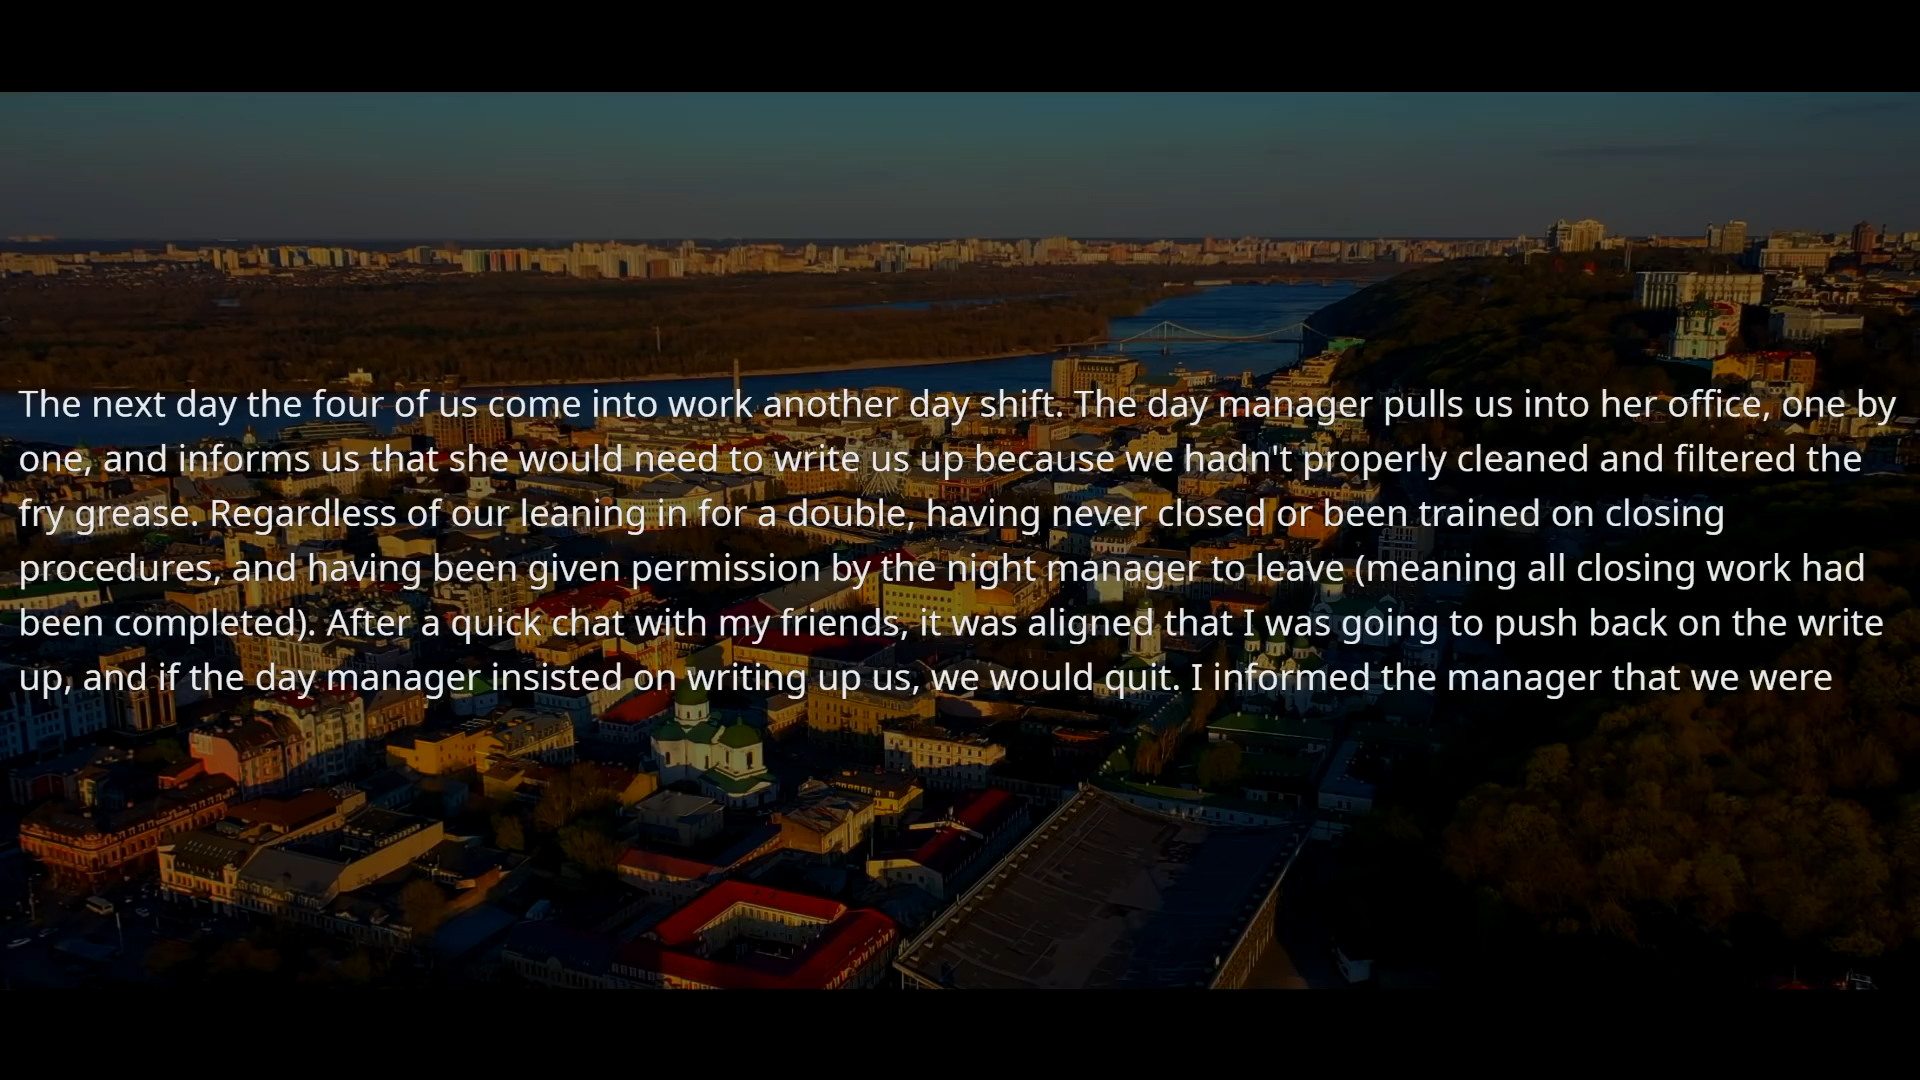 The next day the four of us come into work another day shift. The day manager pulls us into her office, one by
one, and informs us that she would need to write us up because we hadn't properly cleaned and filtered the
fry grease. Regardless of our leaning in for a double, having never closed or been trained on closing
procedures, and having been given permission by the night manager to leave (meaning all closing work had
been completed). After a quick chat with my friends, it was aligned that I was going to push back on the write
up, and if the day manager insisted on writing up us, we would quit. I informed the manager that we were